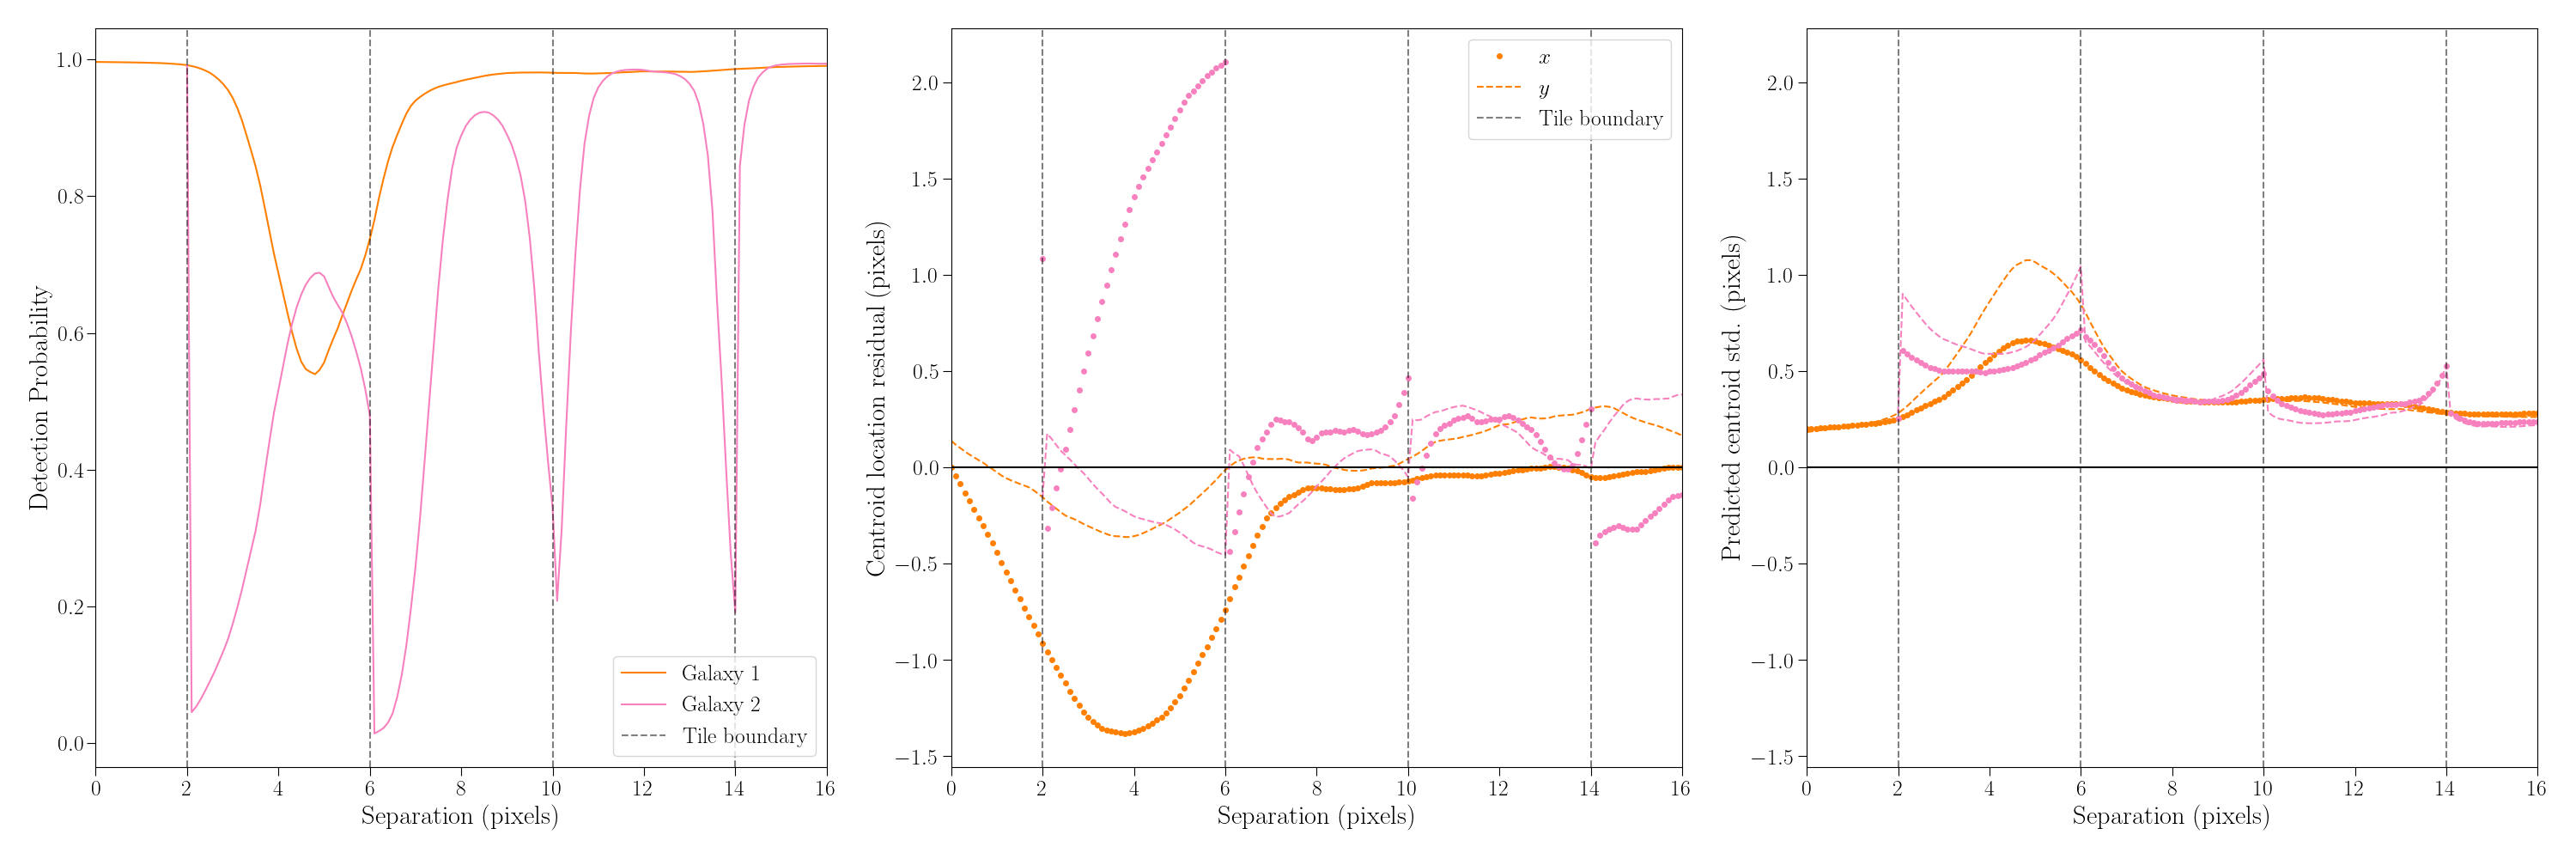 Detection Probability
1.0
0.8
0.6
0.4
0.2
0.0
Galaxy 1
Galaxy 2
Tile boundary
0 2 4 6 8 10 12 14 16
Separation (pixels)
Centroid location residual (pixels)
2.0
1.5
1.0
0.5
0.0
−0.5
−1.0
−1.5
x
y
Tile boundary
0 2 4 6 8 10 12 14 16
Separation (pixels)
Predicted centroid std. (pixels)
2.0
1.5
1.0
0.5
0.0
−0.5
−1.0
−1.5
0 2 4 6 8 10 12 14 16
Separation (pixels)